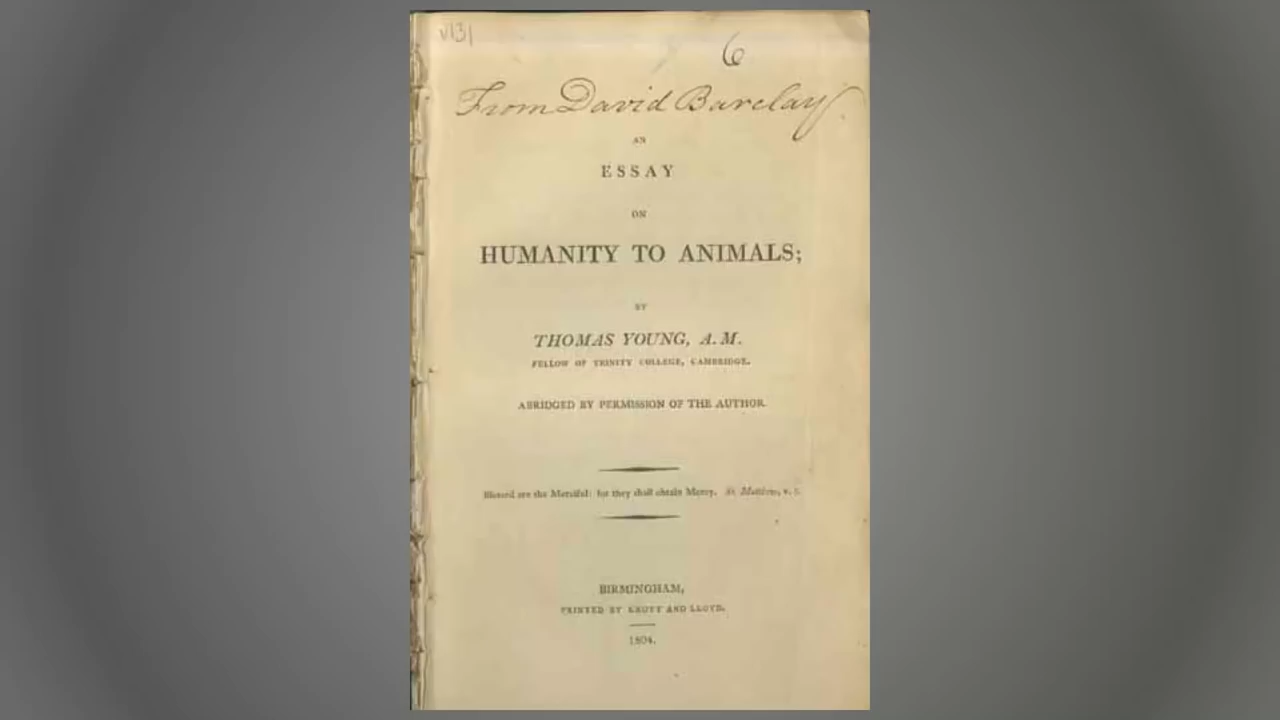 v131
6
From David Barclay.
AN
ESSAY
ON
HUMANITY TO ANIMALS;
BY
THOMAS YOUNG, A. M.
FELLOW OF TRINITY COLLEGE, CAMBRIDGE.
ABRIDGED BY PERMISSION OF THE AUTHOR.
Blessed are the Merciful: for they shall obtain Mercy. St. Matthew, v.
BIRMINGHAM,
PRINTED BY KNOTT AND LLOYD.
1804.